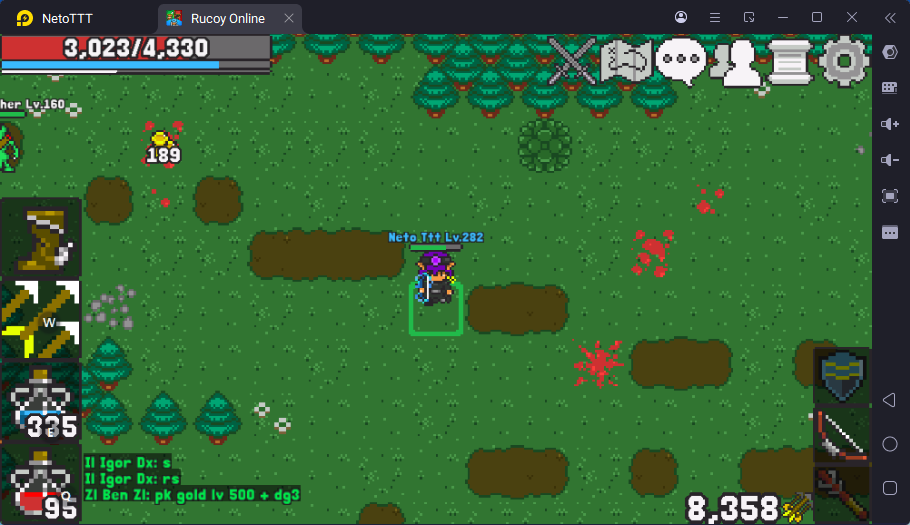 NetoTTT
Rucoy Online
3,023/4,330
her Lv.160
189
Neto Ttt Lv.282
W
335
95
Il Igor Dx: s
Il Igor Dx: rs
Zl Ben Zl: pk gold lv 500 + dg3
8,358